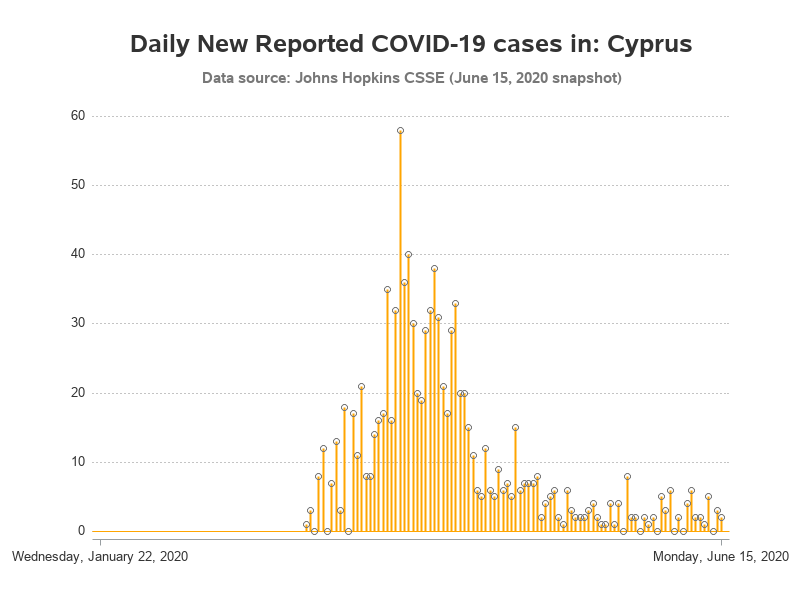 Daily New Reported COVID-19 cases in: Cyprus
Data source: Johns Hopkins CSSE (June 15, 2020 snapshot)
60
50
40
30
20
10
0
Wednesday, January 22, 2020 Monday, June 15, 2020